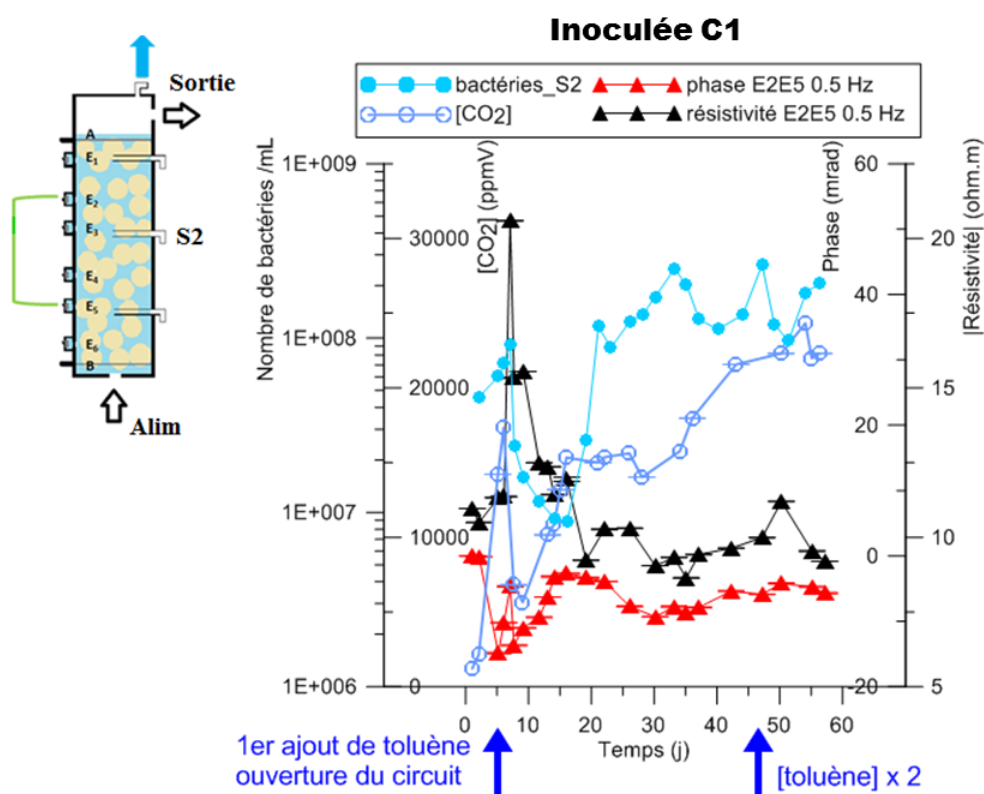 Inoculée C1
bactéries_S2
phase E2E5 0.5 Hz
[CO2]
résistivité E2E5 0.5 Hz
Sortie
A
E1
E2
E3
S2
E4
E5
E6
B
Alim
Nombre de bactéries /mL
1E+009
1E+008
1E+007
1E+006
[CO2] (ppmV)
30000
20000
10000
0
Phase (mrad)
60
40
20
0
-20
|Résistivité| (ohm.m)
20
15
10
5
0 10 20 30 40 50 60
Temps (j)
1er ajout de toluène
ouverture du circuit
[toluène] x 2